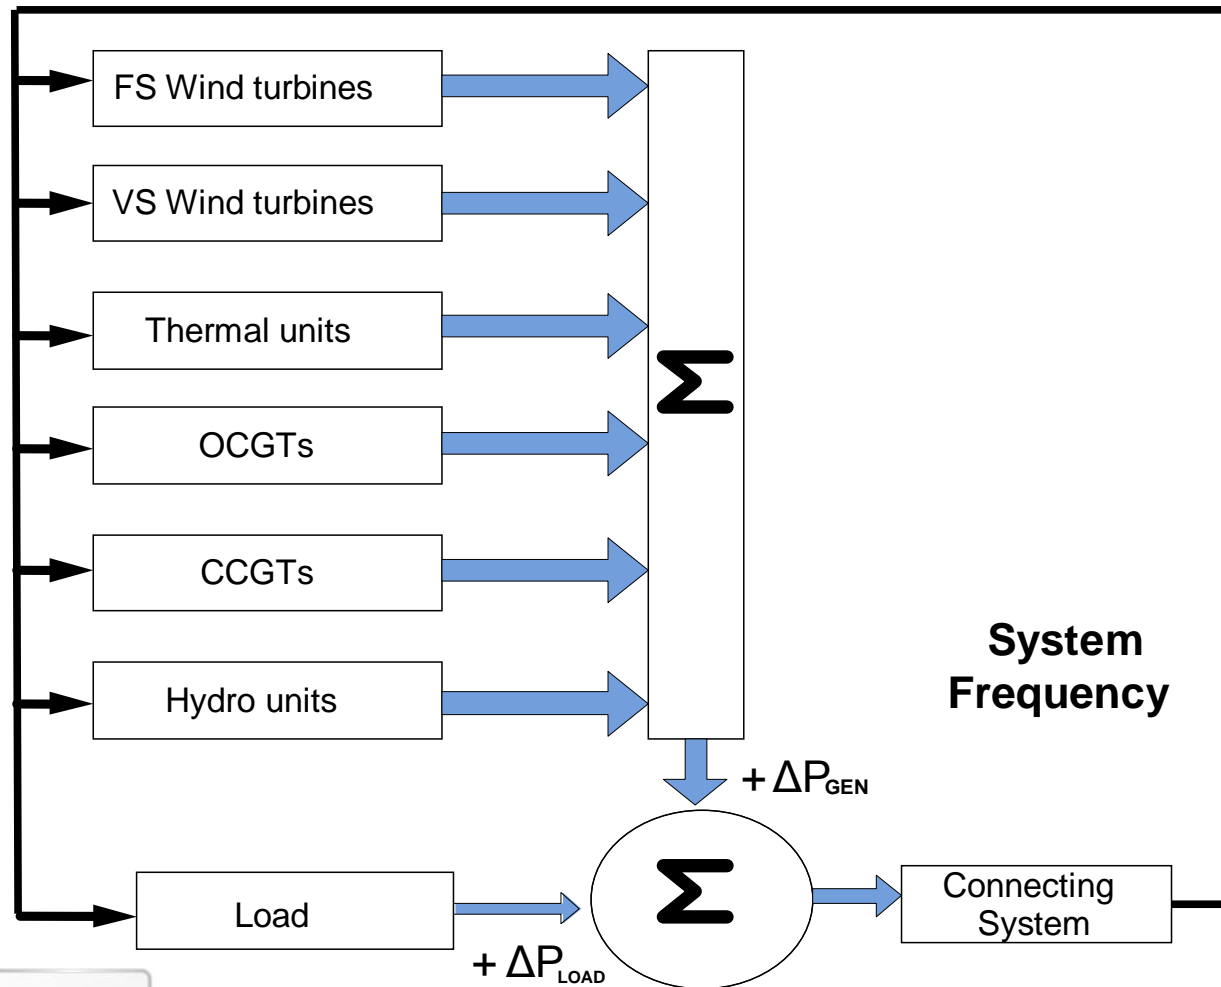 FS Wind turbines
VS Wind turbines
Thermal units
Σ
OCGTs
CCGTs
System
Frequency
Hydro units
+ ΔPGEN
Σ
Connecting
System
Load
+ ΔPLOAD